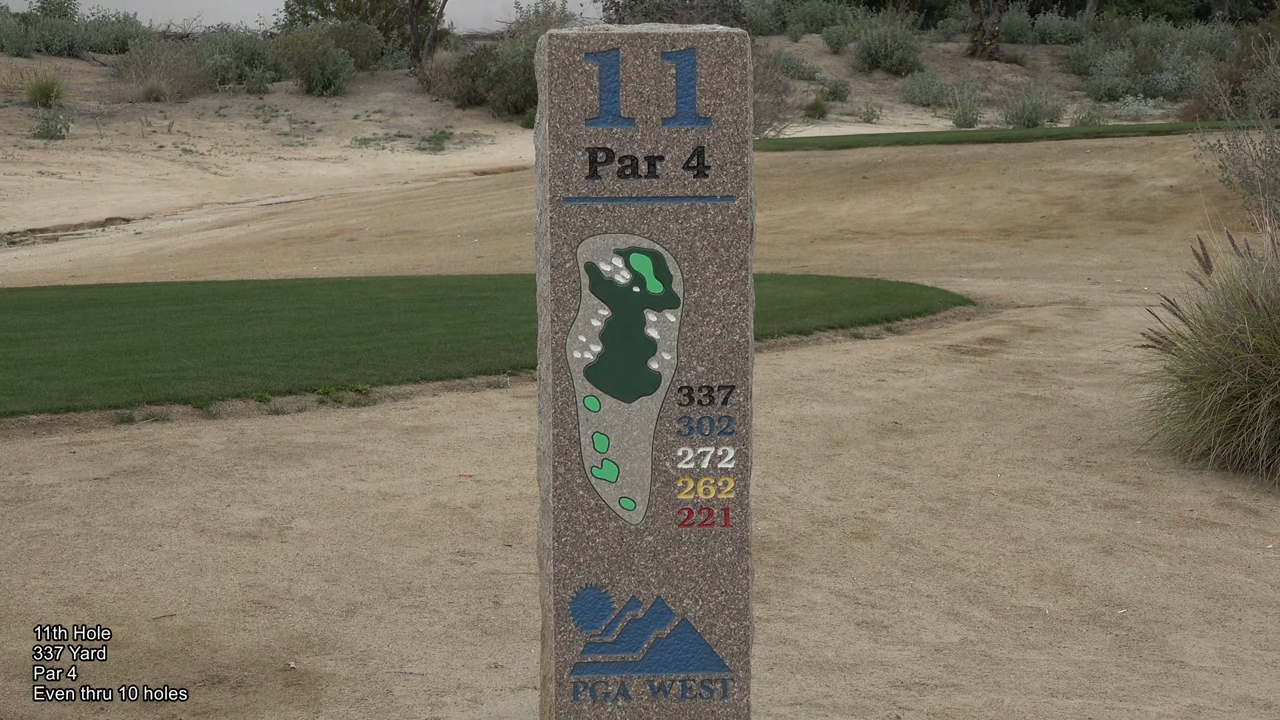 11
Par 4
337
302
272
262
221
PGA WEST
11th Hole
337 Yard
Par 4
Even thru 10 holes